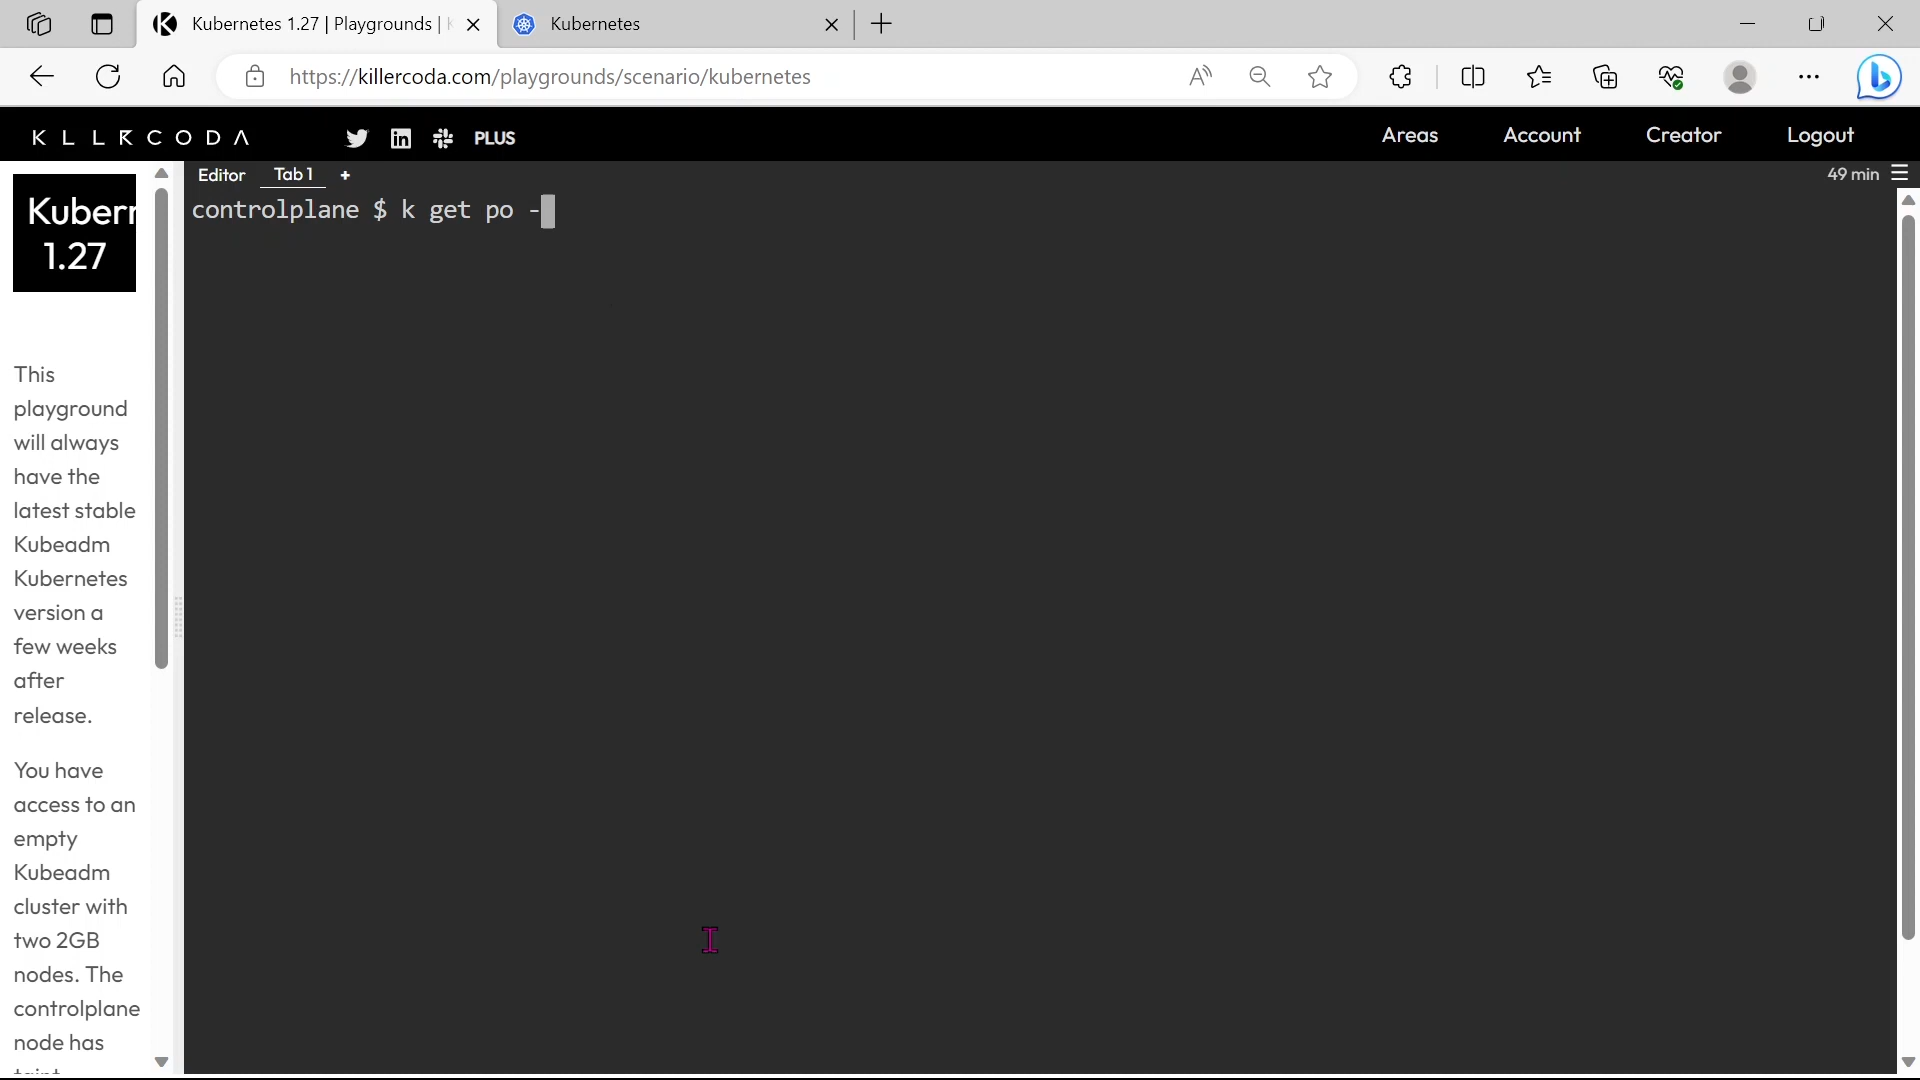 Kubernetes 1.27 | Playgrounds |
Kubernetes
https://killercoda.com/playgrounds/scenario/kubernetes
KLLRCODA
PLUS
Areas
Account
Creator
Logout
Editor
Tab 1
+
49 min
controlplane $ k get po -
Kuber
1.27
This
playground
will always
have the
latest stable
Kubeadm
Kubernetes
version a
few weeks
after
release.
You have
access to an
empty
Kubeadm
cluster with
two 2GB
nodes. The
controlplane
node has